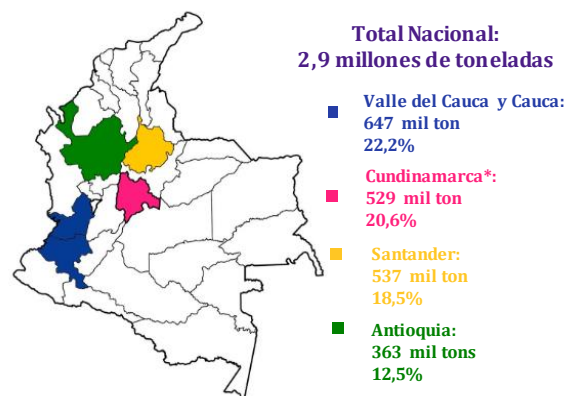 Total Nacional:
2,9 millones de toneladas
Valle del Cauca y Cauca:
647 mil ton
22,2%
Cundinamarca*:
529 mil ton
20,6%
Santander:
537 mil ton
18,5%
Antioquia:
363 mil tons
12,5%